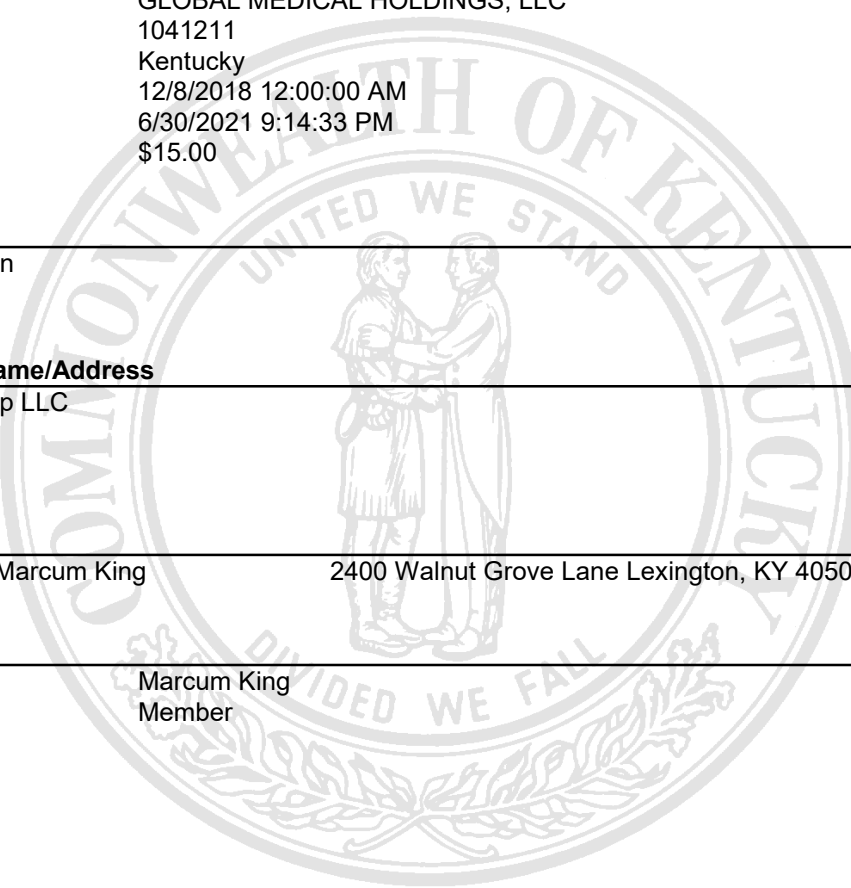 GLOBAL MEDICAL HOLDINGS, LLC
1041211
Kentucky
12/8/2018 12:00:00 AM
6/30/2021 9:14:33 PM
$15.00
COMMONWEALTH OF KENTUCKY
UNITED WE STAND
n
ame/Address
p LLC
Marcum King 2400 Walnut Grove Lane Lexington, KY 4050
DIVIDED WE FALL
Marcum King
Member